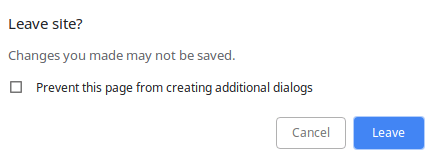 Leave site?
Changes you made may not be saved.
Prevent this page from creating additional dialogs
Cancel Leave